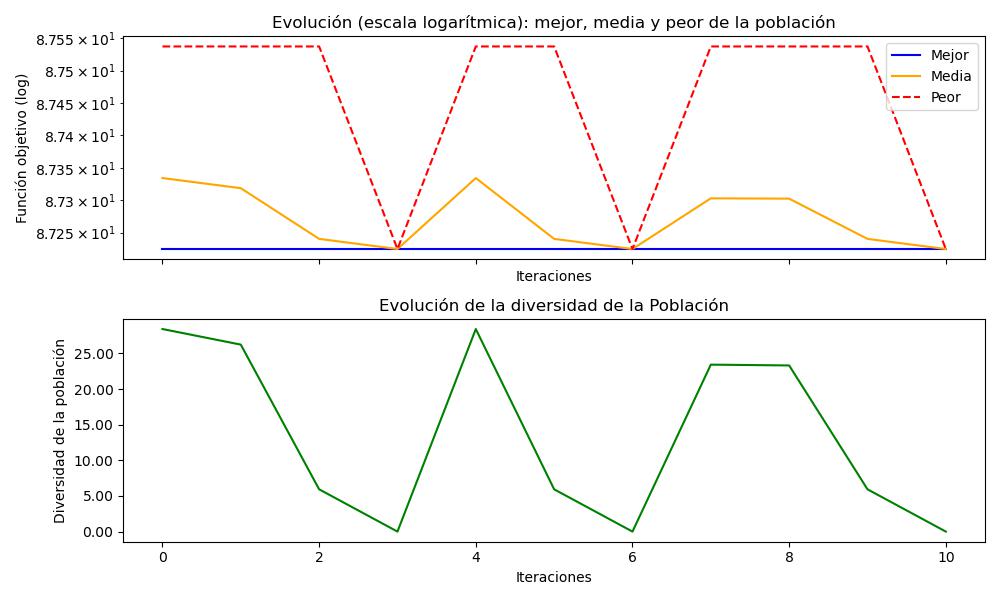 Evolución (escala logarítmica): mejor, media y peor de la población
Función objetivo (log)
8.755 × 10¹
8.75 × 10¹
8.745 × 10¹
8.74 × 10¹
8.735 × 10¹
8.73 × 10¹
8.725 × 10¹
Mejor
Media
Peor
Iteraciones
Evolución de la diversidad de la Población
Diversidad de la población
25.00
20.00
15.00
10.00
5.00
0.00
0 2 4 6 8 10
Iteraciones